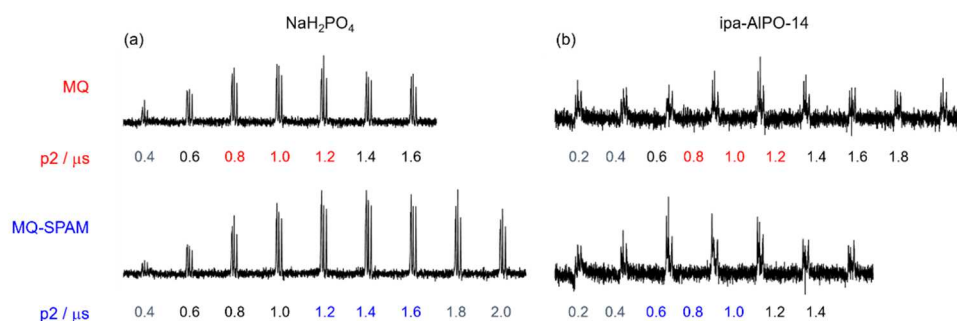 NaH₂PO₄
ipa-AlPO-14
(a)
(b)
MQ
p2 / μs
0.4 0.6 0.8 1.0 1.2 1.4 1.6
0.2 0.4 0.6 0.8 1.0 1.2 1.4 1.6 1.8
MQ-SPAM
p2 / μs
0.4 0.6 0.8 1.0 1.2 1.4 1.6 1.8 2.0
0.2 0.4 0.6 0.8 1.0 1.2 1.4